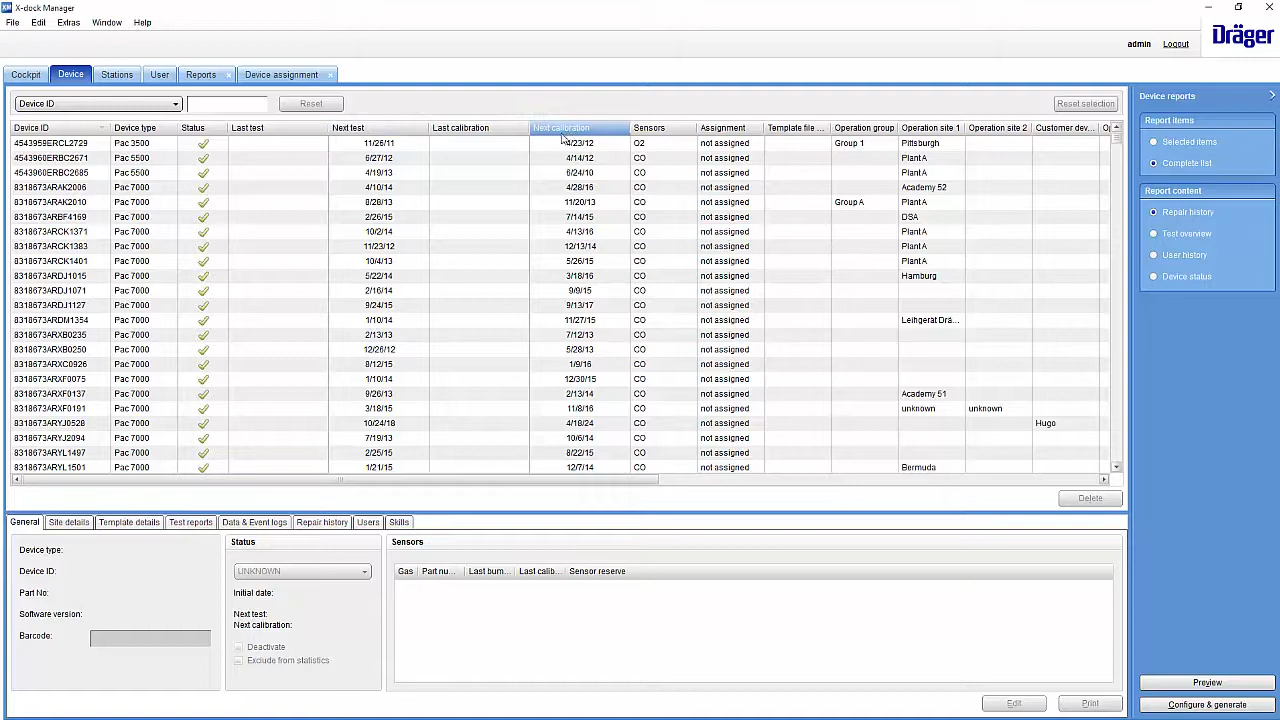 X-dock Manager
File Edit Extras Window Help
Dräger
admin Logout
Cockpit Device Stations User Reports Device assignment
Device ID Reset Reset selection
Device ID Device type Status Last test Next test Last calibration Next calibration Sensors Assignment Template file ... Operation group Operation site 1 Operation site 2 Customer dev...
4543959ERCL2729 Pac 3500 11/26/11 4/23/12 O2 not assigned Group 1 Pittsburgh
4543960ERBC2671 Pac 5500 6/27/12 4/14/12 CO not assigned Plant A
4543960ERBC2685 Pac 5500 4/19/13 6/24/10 CO not assigned Plant A
8318673ARAK2006 Pac 7000 4/10/14 4/28/16 CO not assigned Academy 52
8318673ARAK2010 Pac 7000 8/28/13 11/20/13 CO not assigned Group A Plant A
8318673ARBF4169 Pac 7000 2/26/15 7/14/15 CO not assigned DSA
8318673ARCK1371 Pac 7000 10/2/14 4/13/16 CO not assigned Plant A
8318673ARCK1383 Pac 7000 11/23/12 12/13/14 CO not assigned Plant A
8318673ARCK1401 Pac 7000 10/4/13 5/26/15 CO not assigned Plant A
8318673ARDJ1015 Pac 7000 5/22/14 3/18/16 CO not assigned Hamburg
8318673ARDJ1071 Pac 7000 2/16/14 9/9/15 CO not assigned
8318673ARDJ1127 Pac 7000 9/24/15 9/13/17 CO not assigned
8318673ARDM1354 Pac 7000 1/10/14 11/27/15 CO not assigned Leihgerät Drä...
8318673ARXB0235 Pac 7000 2/13/13 7/12/13 CO not assigned
8318673ARXB0250 Pac 7000 12/26/12 5/28/13 CO not assigned
8318673ARXC0926 Pac 7000 8/12/15 1/9/16 CO not assigned
8318673ARXF0075 Pac 7000 1/10/14 12/30/15 CO not assigned
8318673ARXF0137 Pac 7000 9/26/13 2/13/14 CO not assigned Academy 51
8318673ARXF0191 Pac 7000 3/18/15 11/8/16 CO not assigned unknown unknown
8318673ARYJ0528 Pac 7000 10/24/18 4/18/24 CO not assigned Hugo
8318673ARYJ2094 Pac 7000 7/19/13 10/6/14 CO not assigned
8318673ARYL1497 Pac 7000 2/2/15 8/22/15 CO not assigned
8318673ARYL1501 Pac 7000 1/21/15 12/7/14 CO not assigned Bermuda
Delete
General Site details Template details Test reports Data & Event logs Repair history Users Skills
Device type:
Device ID:
Part No:
Software version:
Barcode:
Status
UNKNOWN
Initial date:
Next test:
Next calibration:
Deactivate
Exclude from statistics
Sensors
Gas Part nu... Last bum... Last calib... Sensor reserve
Edit Print
Device reports
Report items
Selected items
Complete list
Report content
Repair history
Test overview
User history
Device status
Preview
Configure & generate